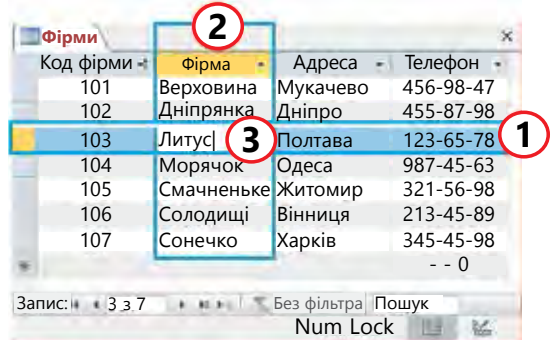 Фірми
2
Код фірми Фірма Адреса Телефон
101 Верховина Мукачево 456-98-47
102 Дніпрянка Дніпро 455-87-98
103 Литус 3 Полтава 123-65-78 1
104 Морячок Одеса 987-45-63
105 Смачненьке Житомир 321-56-98
106 Солодищі Вінниця 213-45-89
107 Сонечко Харків 345-45-98
- - 0
Запис: 3 з 7 Без фільтра Пошук
Num Lock